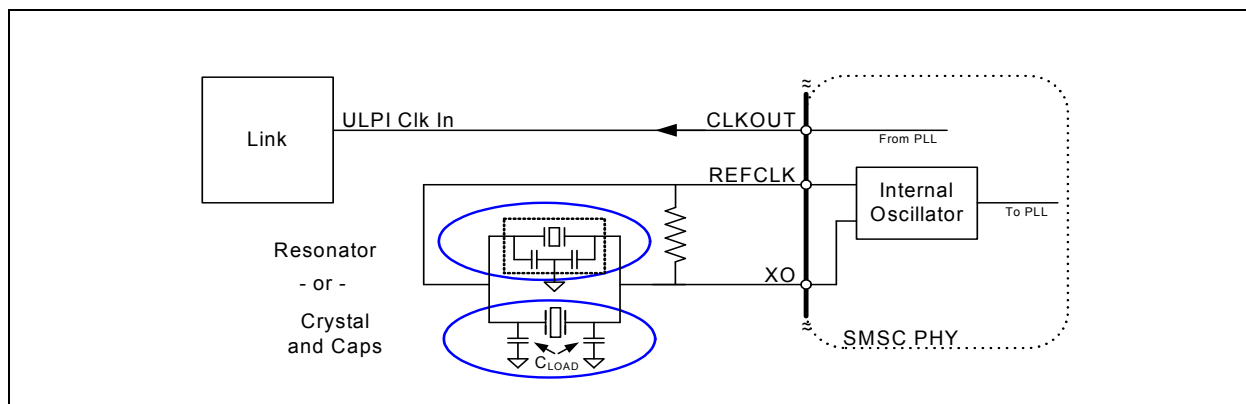 Link
ULPI Clk In
CLKOUT
From PLL
REFCLK
Internal
Oscillator
To PLL
Resonator
- or -
Crystal
and Caps
XO
CLOAD
SMSC PHY